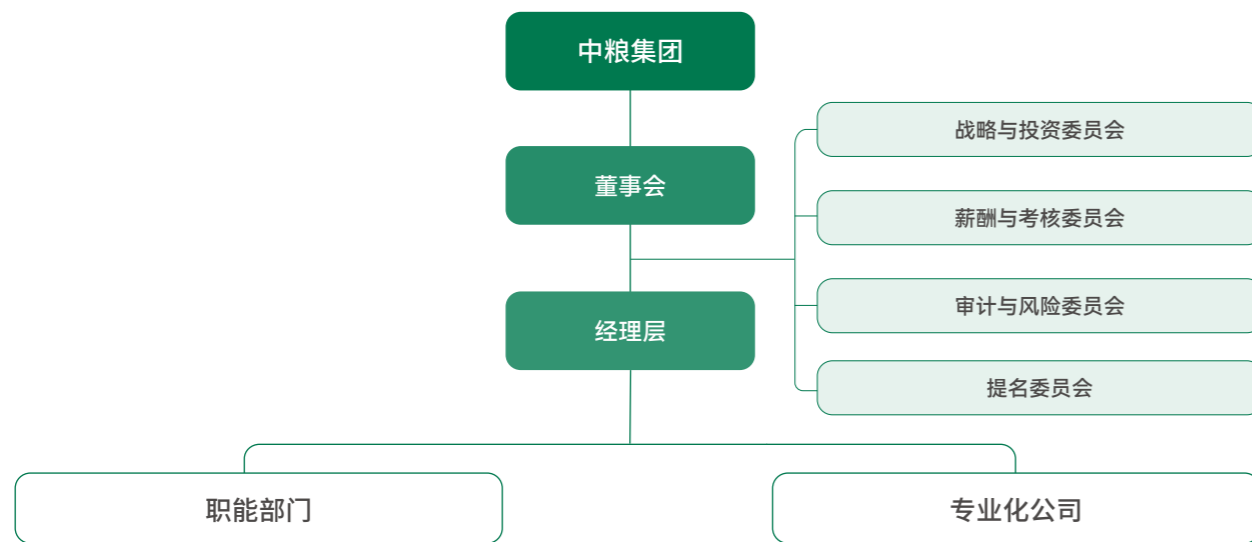 中粮集团
董事会
战略与投资委员会
薪酬与考核委员会
审计与风险委员会
提名委员会
经理层
职能部门
专业化公司